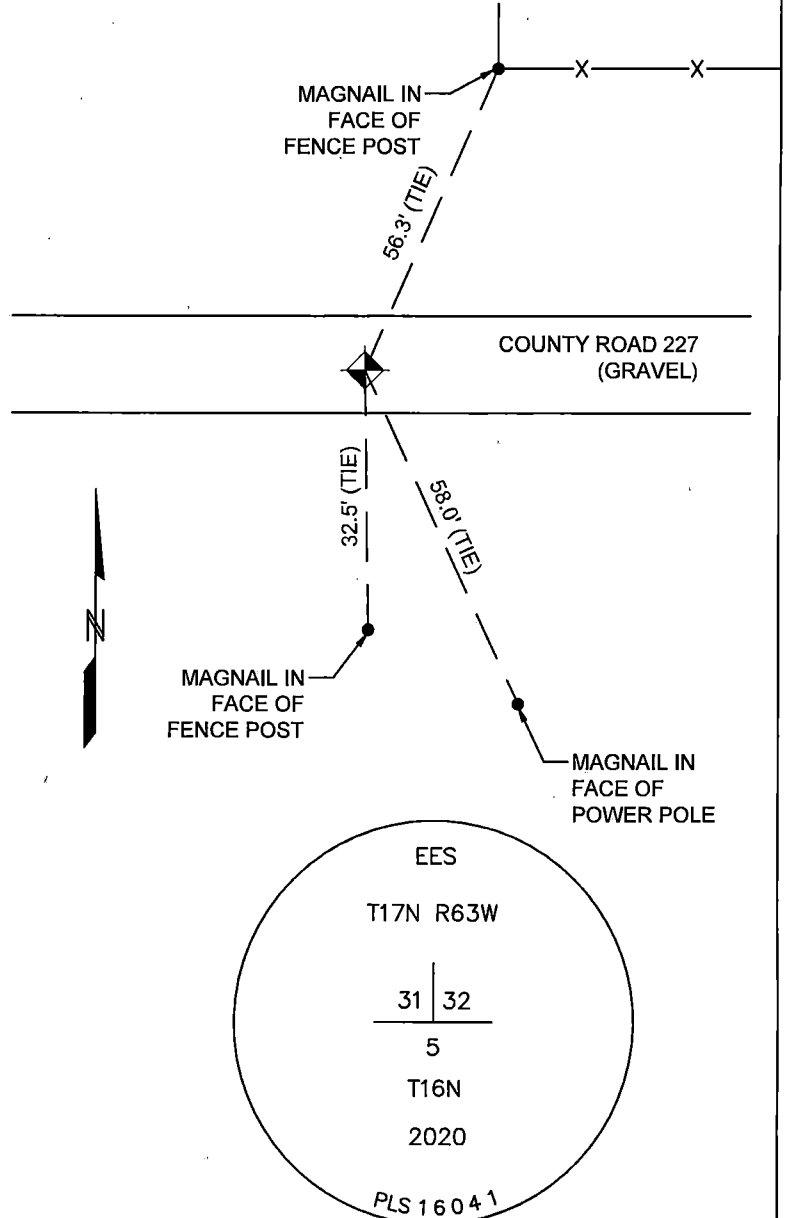 MAGNAIL IN
FACE OF
FENCE POST
X X
56.3' (TIE)
COUNTY ROAD 227
(GRAVEL)
32.5' (TIE)
58.0' (TIE)
N
MAGNAIL IN
FACE OF
FENCE POST
MAGNAIL IN
FACE OF
POWER POLE
EES
T17N R63W
31 32
5
T16N
2020
PLS 16041